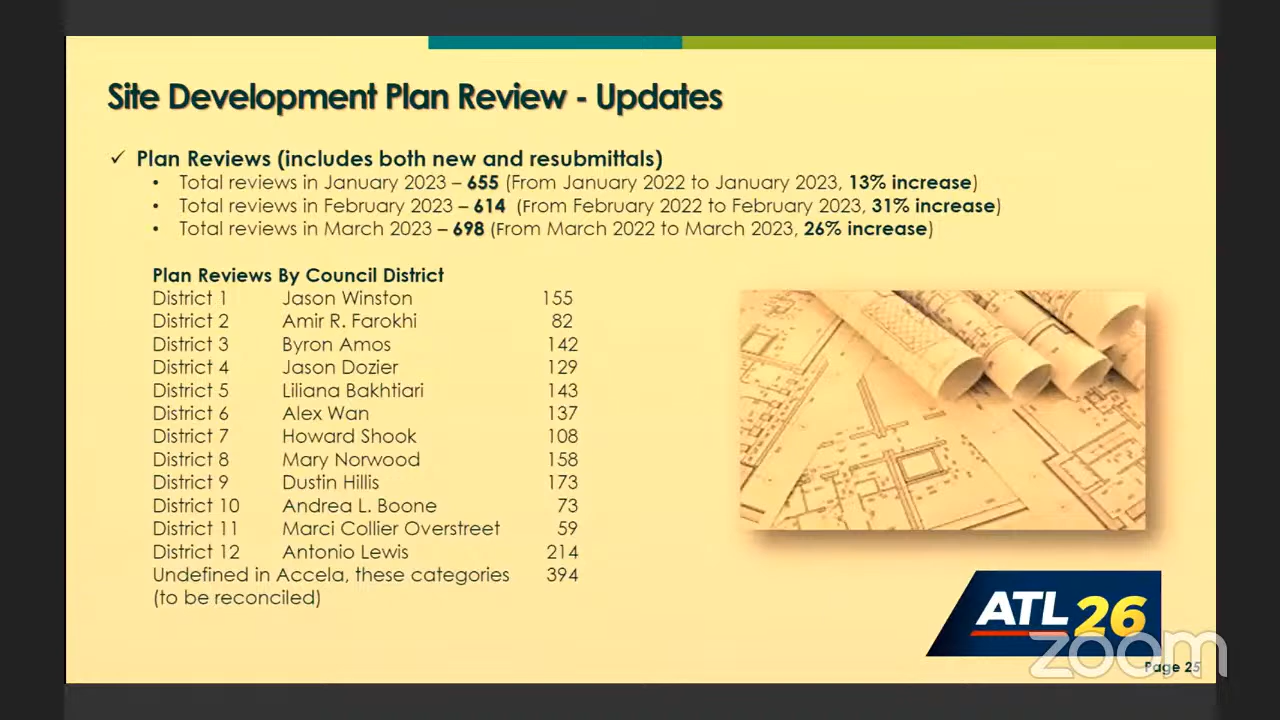 Site Development Plan Review - Updates
✓ Plan Reviews (includes both new and resubmittals)
• Total reviews in January 2023 – 655 (From January 2022 to January 2023, 13% increase)
• Total reviews in February 2023 – 614 (From February 2022 to February 2023, 31% increase)
• Total reviews in March 2023 – 698 (From March 2022 to March 2023, 26% increase)
Plan Reviews By Council District
District 1 Jason Winston 155
District 2 Amir R. Farokhi 82
District 3 Byron Amos 142
District 4 Jason Dozier 129
District 5 Liliana Bakhtiari 143
District 6 Alex Wan 137
District 7 Howard Shook 108
District 8 Mary Norwood 158
District 9 Dustin Hillis 173
District 10 Andrea L. Boone 73
District 11 Marci Collier Overstreet 59
District 12 Antonio Lewis 214
Undefined in Accela, these categories 394
(to be reconciled)
ATL 26
zoom
Page 25